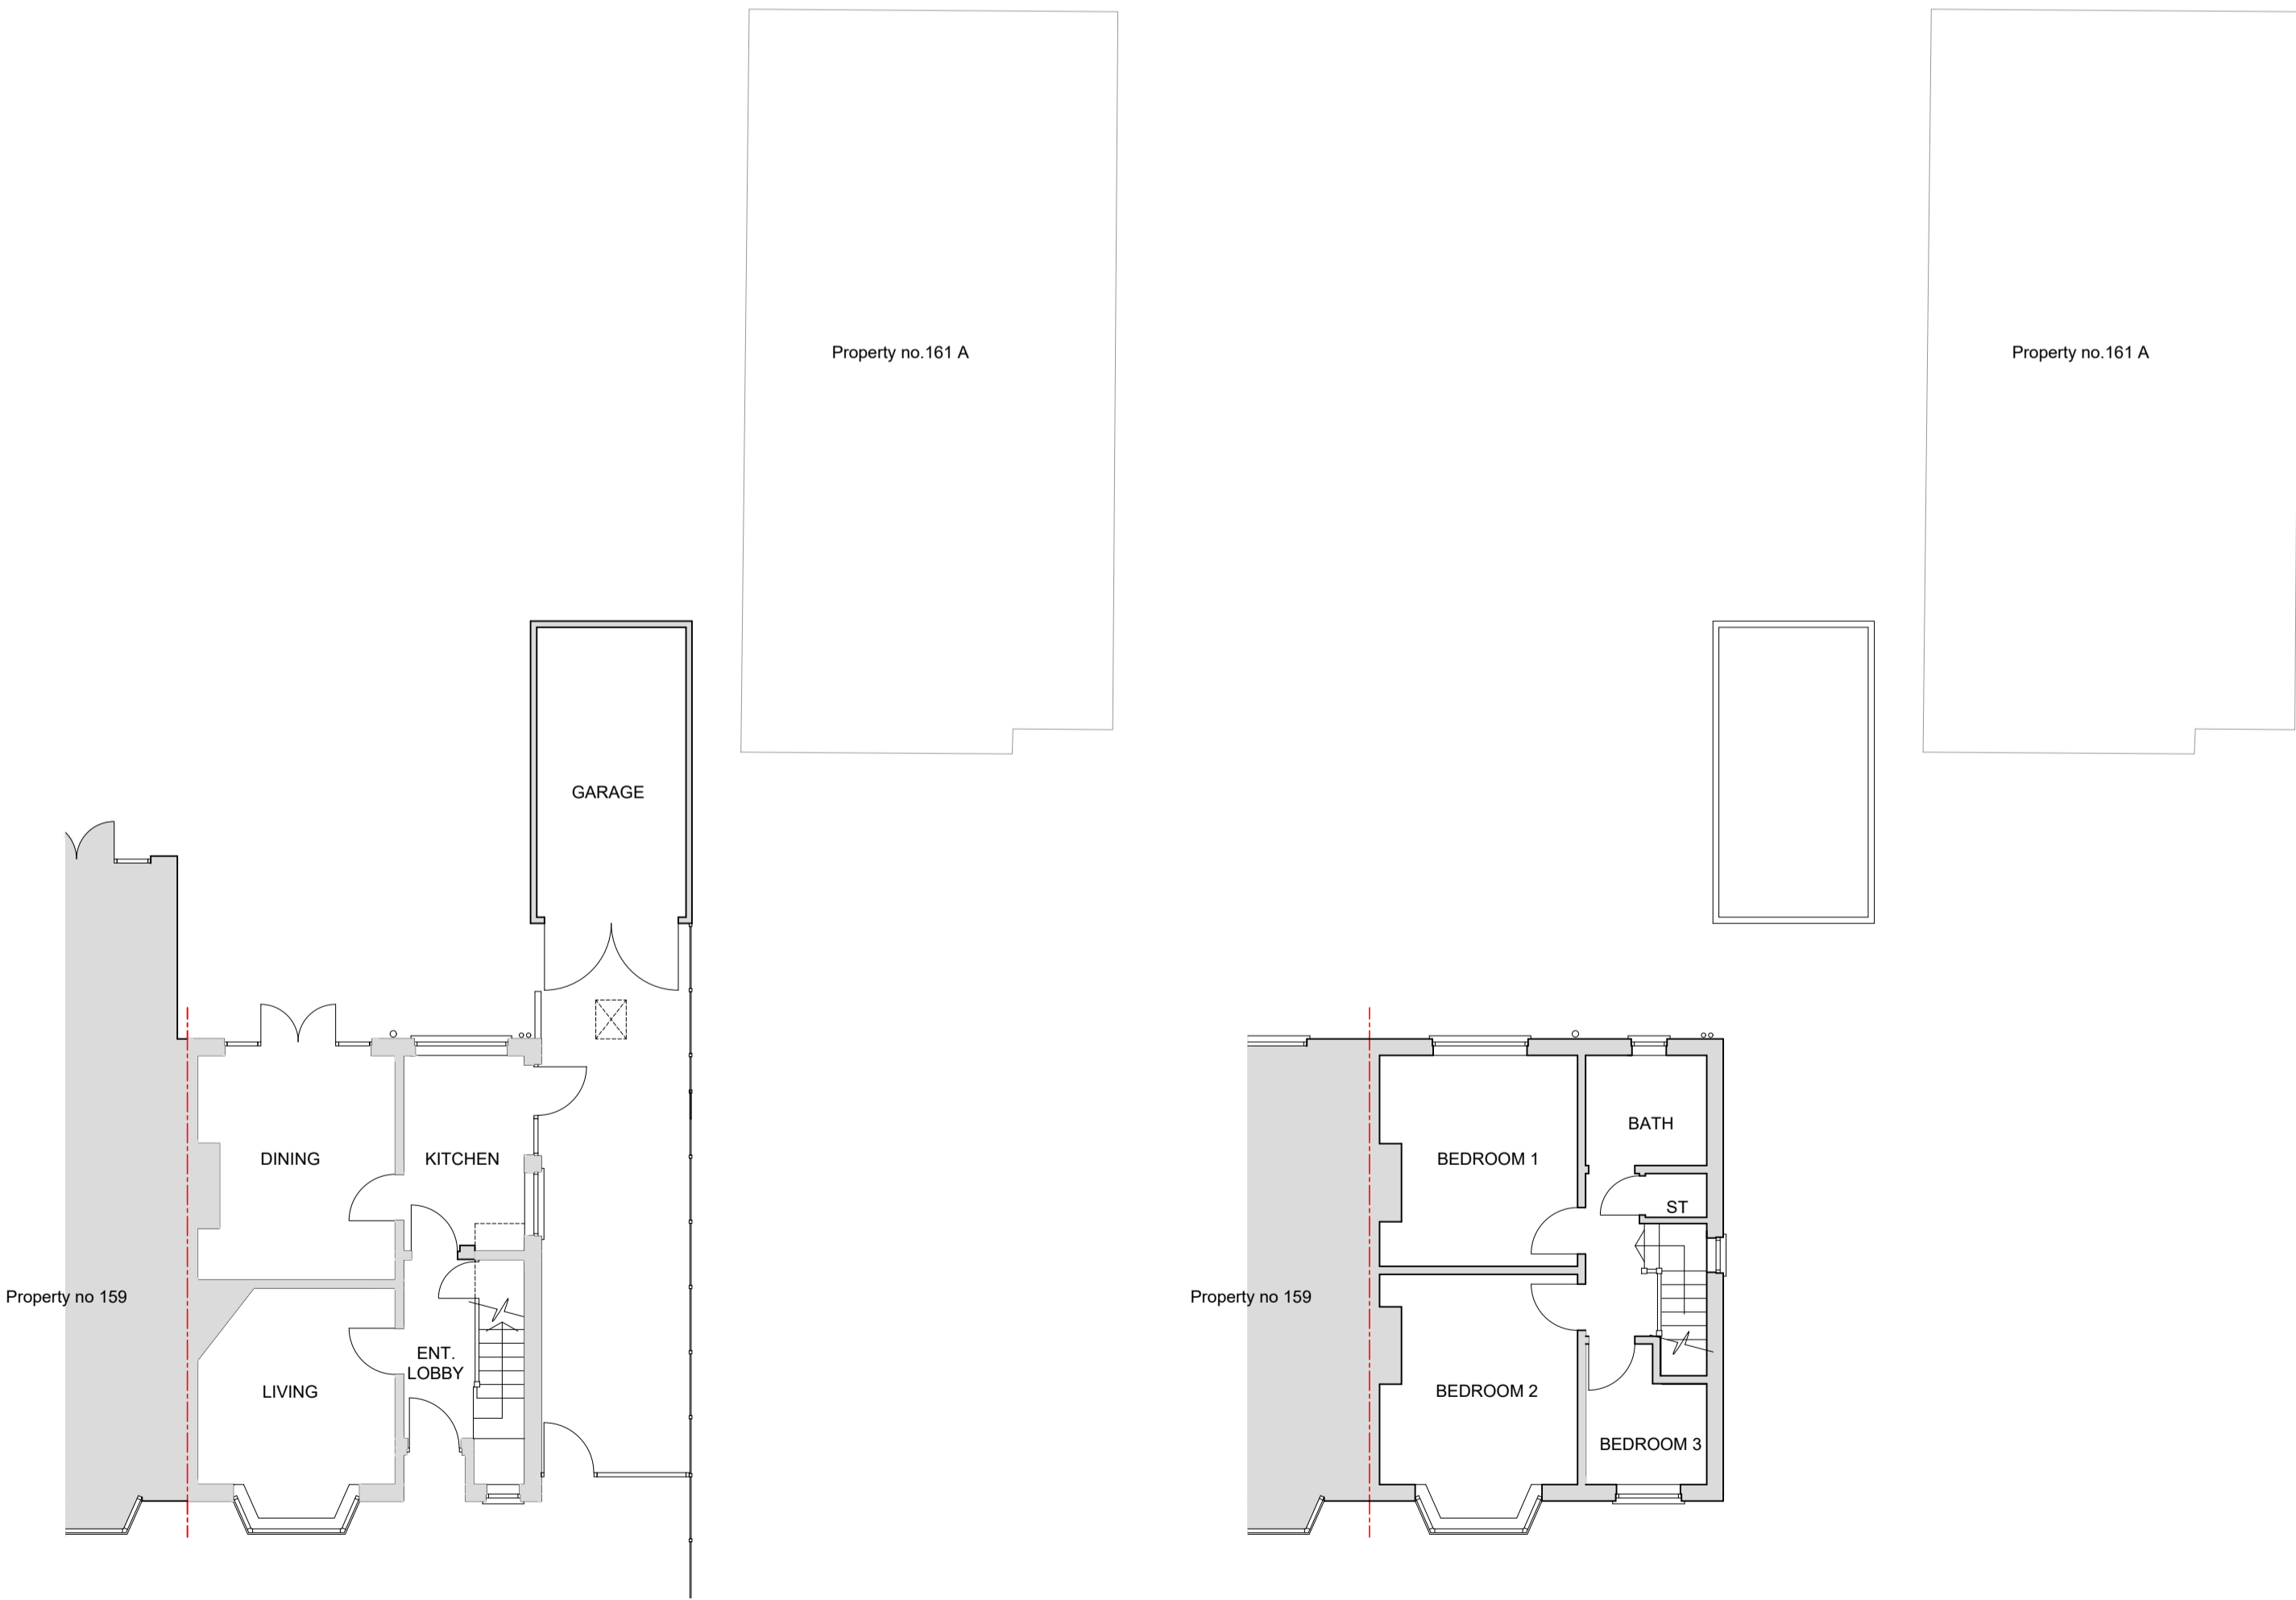 Property no.161 A
GARAGE
DINING
KITCHEN
Property no 159
ENT.
LOBBY
LIVING
Property no.161 A
BATH
BEDROOM 1
ST
Property no 159
BEDROOM 2
BEDROOM 3